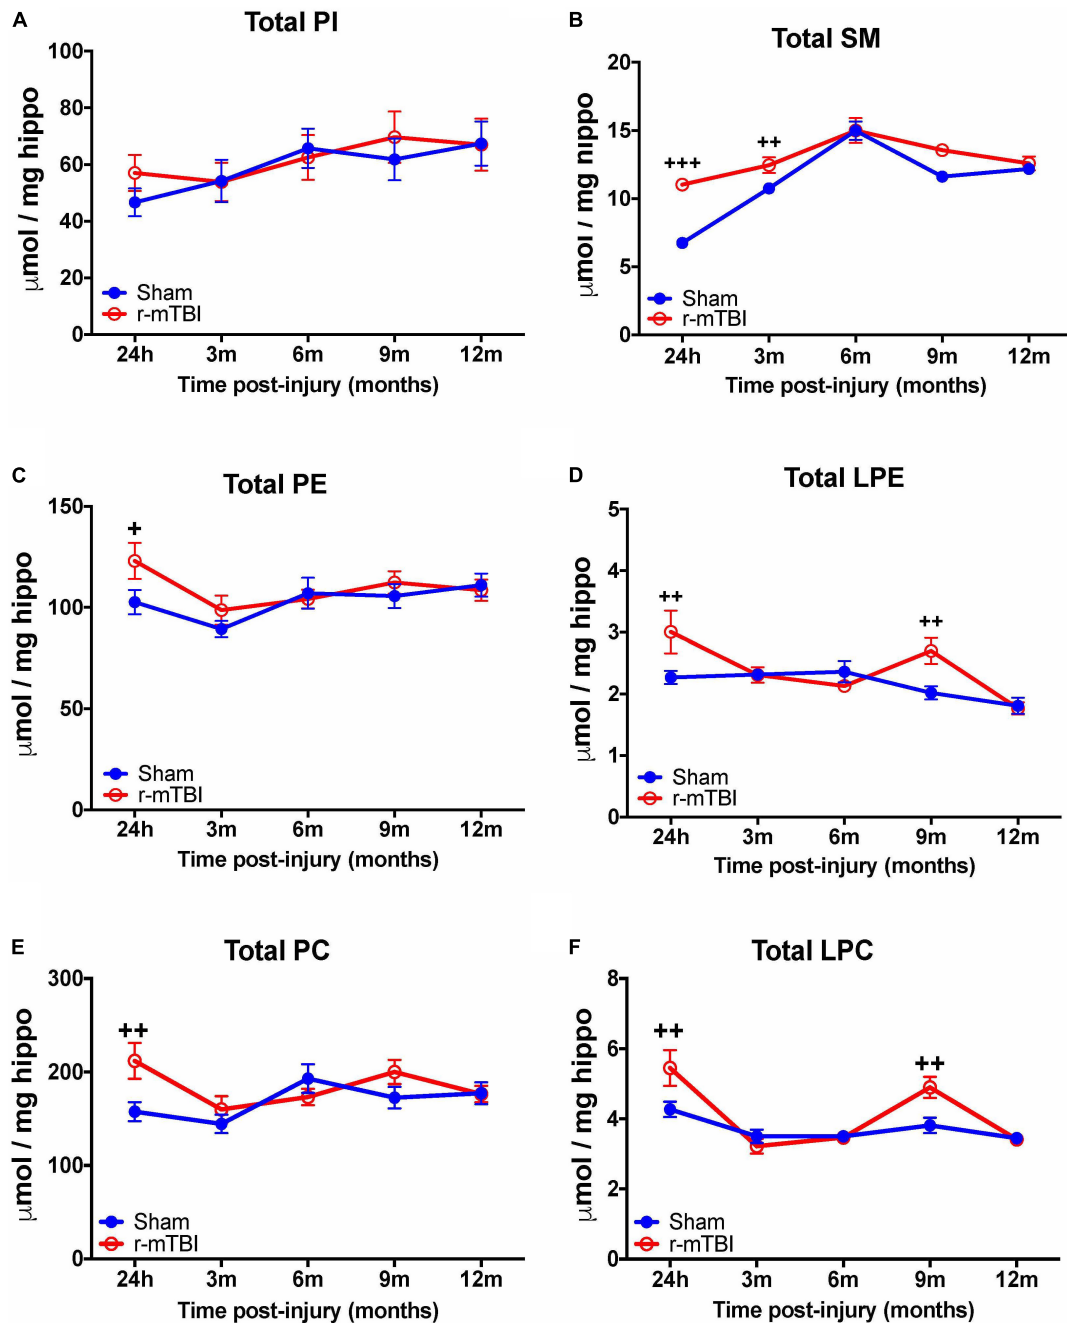 A
Total PI
100
80
60
40
20
0
μmol / mg hippo
Sham
r-mTBI
24h 3m 6m 9m 12m
Time post-injury (months)
B
Total SM
20
15
10
5
0
μmol / mg hippo
+++
++
Sham
r-mTBI
24h 3m 6m 9m 12m
Time post-injury (months)
C
Total PE
150
100
50
0
μmol / mg hippo
+
Sham
r-mTBI
24h 3m 6m 9m 12m
Time post-injury (months)
D
Total LPE
5
4
3
2
1
0
μmol / mg hippo
++
++
Sham
r-mTBI
24h 3m 6m 9m 12m
Time post-injury (months)
E
Total PC
300
200
100
0
μmol / mg hippo
++
Sham
r-mTBI
24h 3m 6m 9m 12m
Time post-injury (months)
F
Total LPC
8
6
4
2
0
μmol / mg hippo
++
++
Sham
r-mTBI
24h 3m 6m 9m 12m
Time post-injury (months)